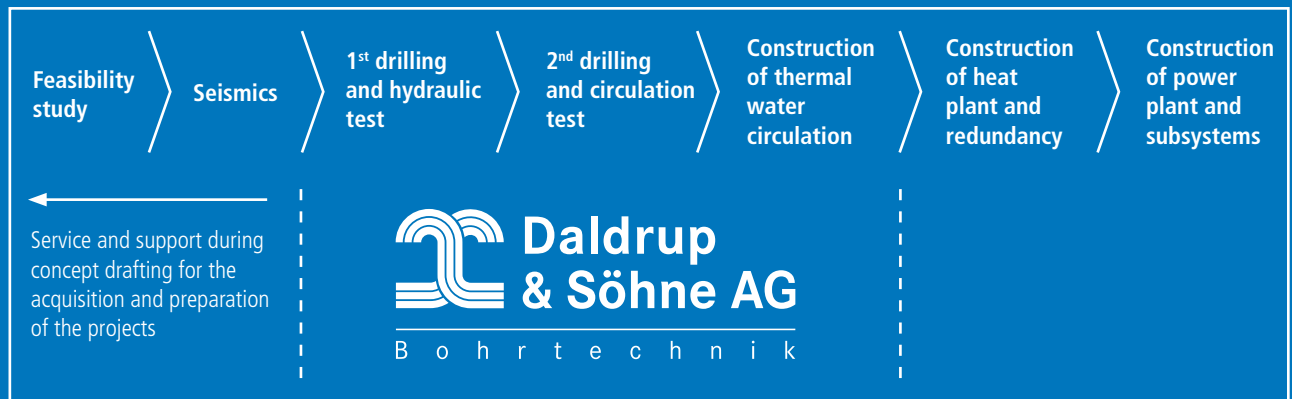 Feasibility
study
Seismics
1st drilling
and hydraulic
test
2nd drilling
and circulation
test
Construction
of thermal
water
circulation
Construction
of heat
plant and
redundancy
Construction
of power
plant and
subsystems
Service and support during
concept drafting for the
acquisition and preparation
of the projects
Daldrup
& Söhne AG
Bohrtechnik